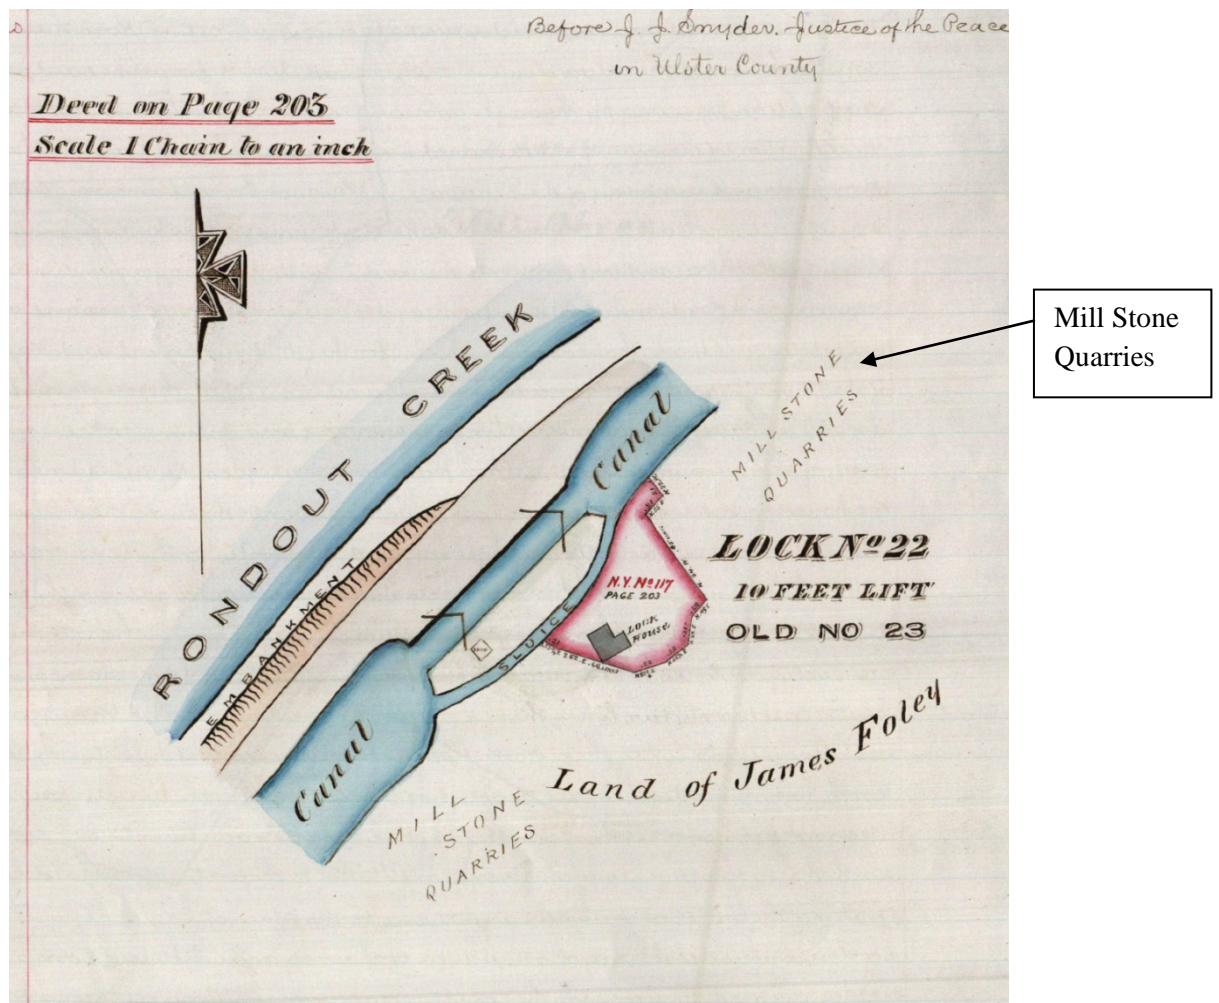 Before J. J. Snyder. Justice of the Peace
in Ulster County
Deed on Page 203
Scale 1 Chain to an inch
RONDOUT CREEK
EMBANKMENT
Canal
MILL STONE
QUARRIES
Mill Stone
Quarries
LOCK No 22
10 FEET LIFT
OLD NO 23
N.Y. No 117
PAGE 203
LOCK
HOUSE
SLUICE
Canal
Land of James Foley
MILL
STONE
QUARRIES